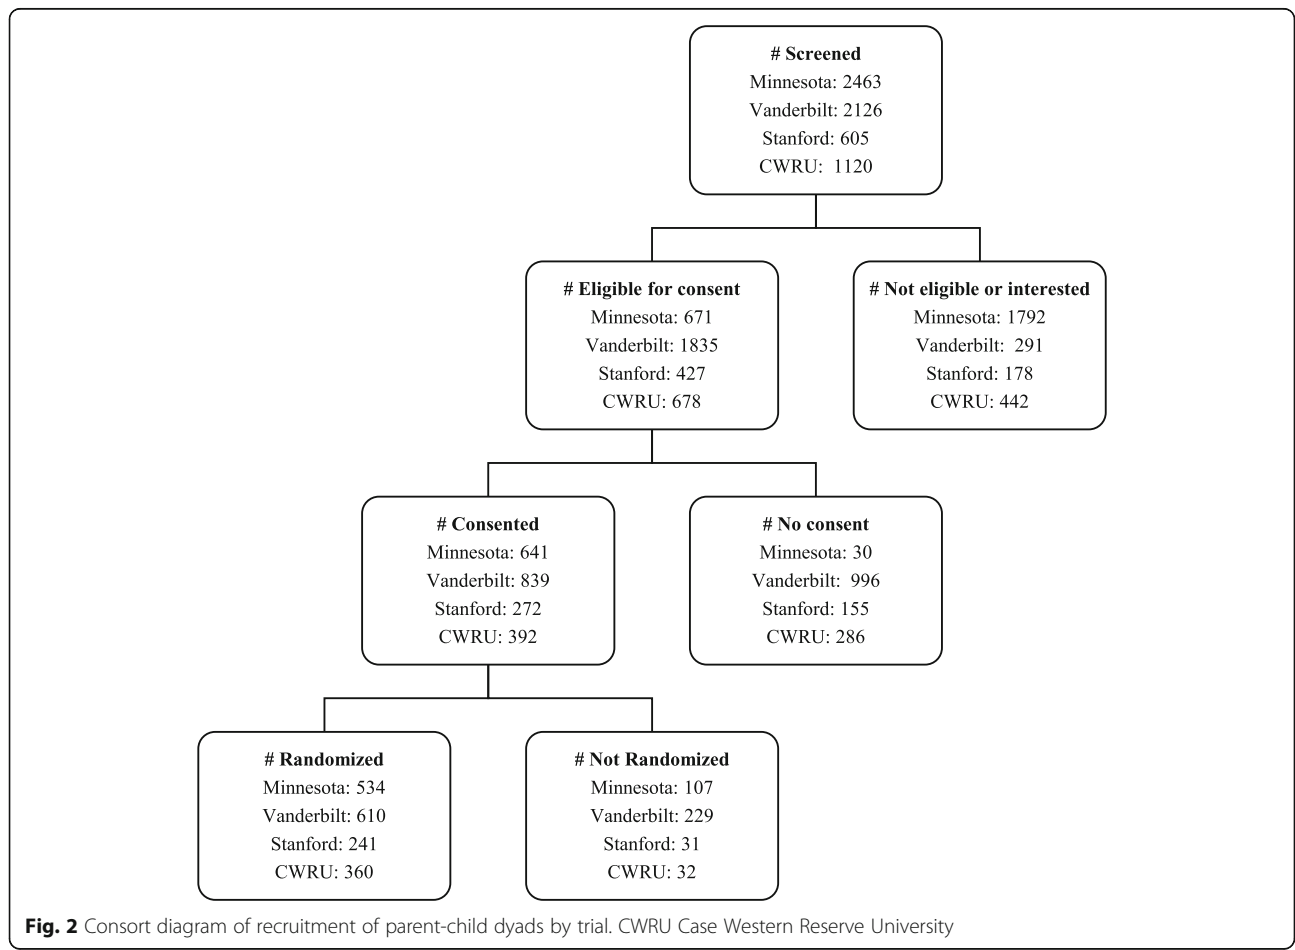 # Screened
Minnesota: 2463
Vanderbilt: 2126
Stanford: 605
CWRU: 1120
# Eligible for consent
Minnesota: 671
Vanderbilt: 1835
Stanford: 427
CWRU: 678
# Not eligible or interested
Minnesota: 1792
Vanderbilt: 291
Stanford: 178
CWRU: 442
# Consented
Minnesota: 641
Vanderbilt: 839
Stanford: 272
CWRU: 392
# No consent
Minnesota: 30
Vanderbilt: 996
Stanford: 155
CWRU: 286
# Randomized
Minnesota: 534
Vanderbilt: 610
Stanford: 241
CWRU: 360
# Not Randomized
Minnesota: 107
Vanderbilt: 229
Stanford: 31
CWRU: 32
Fig. 2 Consort diagram of recruitment of parent-child dyads by trial. CWRU Case Western Reserve University